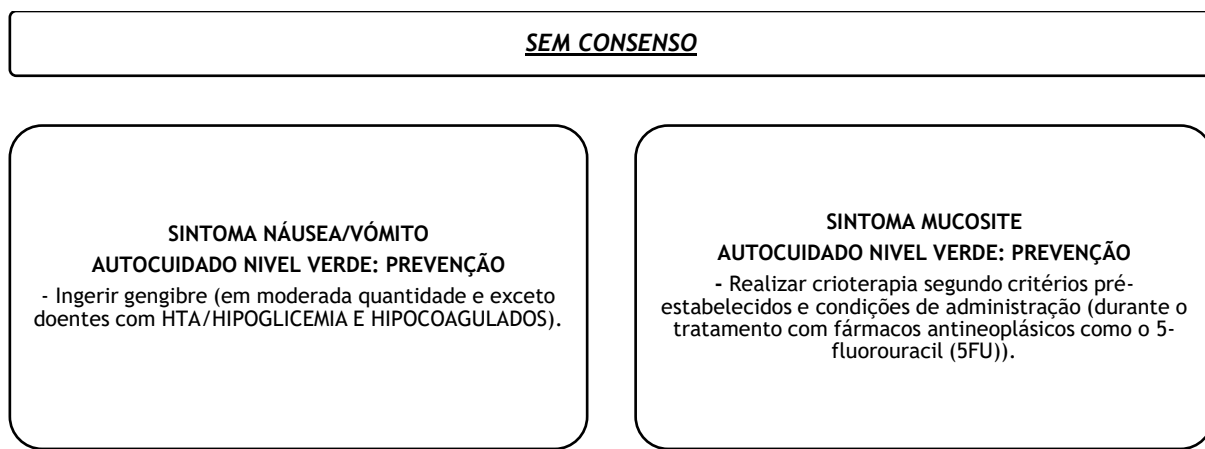 SEM CONSENSO
SINTOMA NÁUSEA/VÓMITO
AUTOCUIDADO NIVEL VERDE: PREVENÇÃO
- Ingerir gengibre (em moderada quantidade e exceto
doentes com HTA/HIPOGLICEMIA E HIPOCOAGULADOS).
SINTOMA MUCOSITE
AUTOCUIDADO NIVEL VERDE: PREVENÇÃO
- Realizar crioterapia segundo critérios pré-
estabelecidos e condições de administração (durante o
tratamento com fármacos antineoplásicos como o 5-
fluorouracil (5FU)).